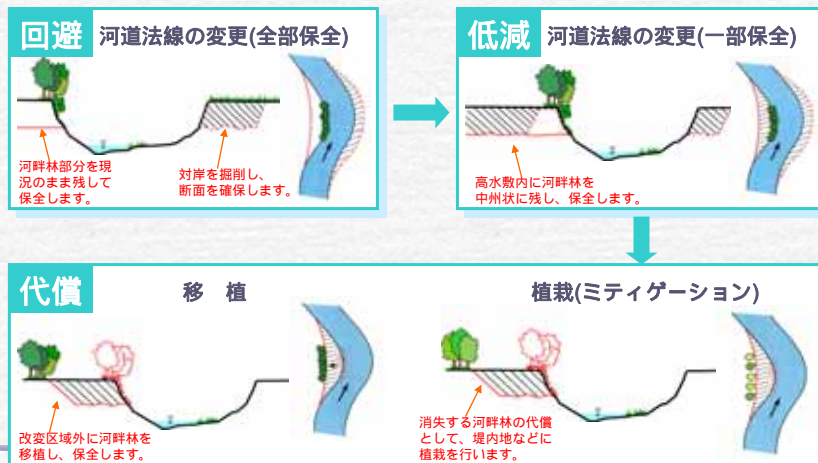 回避 河道法線の変更(全部保全)
河畔林部分を現
況のまま残して
保全します。
対岸を掘削し、
断面を確保します。
低減 河道法線の変更(一部保全)
高水敷内に河畔林を
中州状に残し、保全します。
代償 移 植
改変区域外に河畔林を
移植し、保全します。
植栽(ミティゲーション)
消失する河畔林の代償
として、堤内地などに
植栽を行います。